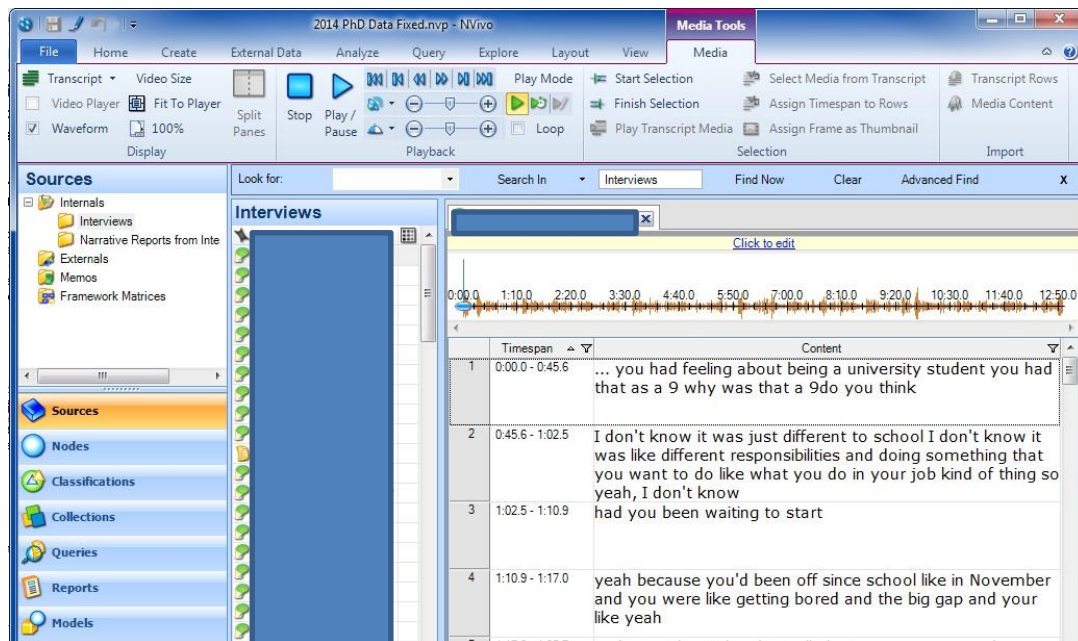 2014 PhD Data Fixed.nvp - NVivo
Media Tools
File Home Create External Data Analyze Query Explore Layout View Media
Transcript Video Size
Video Player Fit To Player
Waveform 100%
Display
Split Panes
Stop Play / Pause
Play Mode
Loop
Playback
Start Selection
Finish Selection
Play Transcript Media
Select Media from Transcript
Assign Timespan to Rows
Assign Frame as Thumbnail
Selection
Transcript Rows
Media Content
Import
Sources
Internals
Interviews
Narrative Reports from Inte
Externals
Memos
Framework Matrices
Sources
Nodes
Classifications
Collections
Queries
Reports
Models
Look for: Search In Interviews Find Now Clear Advanced Find x
Interviews
Click to edit
0:00.0 1:10.0 2:20.0 3:30.0 4:40.0 5:50.0 7:00.0 8:10.0 9:20.0 10:30.0 11:40.0 12:50.0
Timespan Content
1 0:00.0 - 0:45.6 ... you had feeling about being a university student you had
that as a 9 why was that a 9do you think
2 0:45.6 - 1:02.5 I don't know it was just different to school I don't know it
was like different responsibilities and doing something that
you want to do like what you do in your job kind of thing so
yeah, I don't know
3 1:02.5 - 1:10.9 had you been waiting to start
4 1:10.9 - 1:17.0 yeah because you'd been off since school like in November
and you were like getting bored and the big gap and your
like yeah